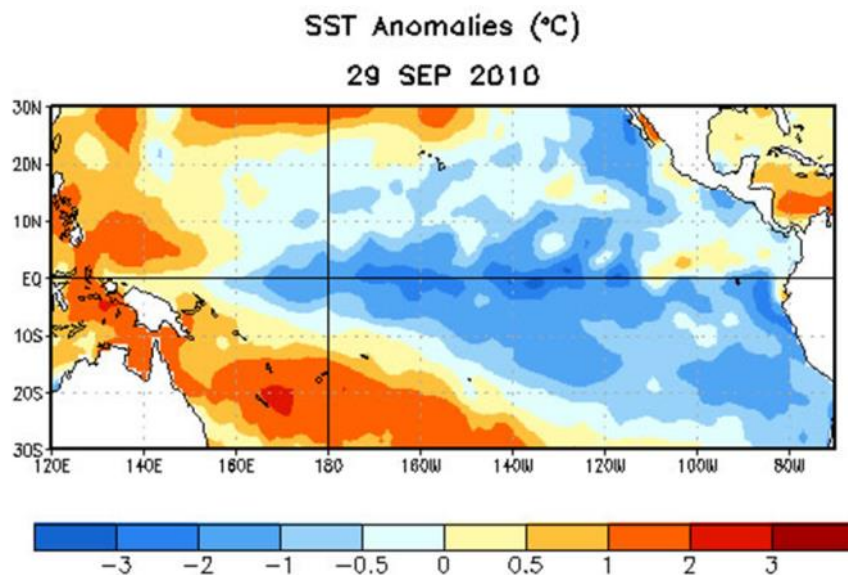 SST Anomalies (°C)
29 SEP 2010
30N
20N
10N
EQ
10S
20S
30S
120E 140E 160E 180 160W 140W 120W 100W 80W
-3 -2 -1 -0.5 0 0.5 1 2 3